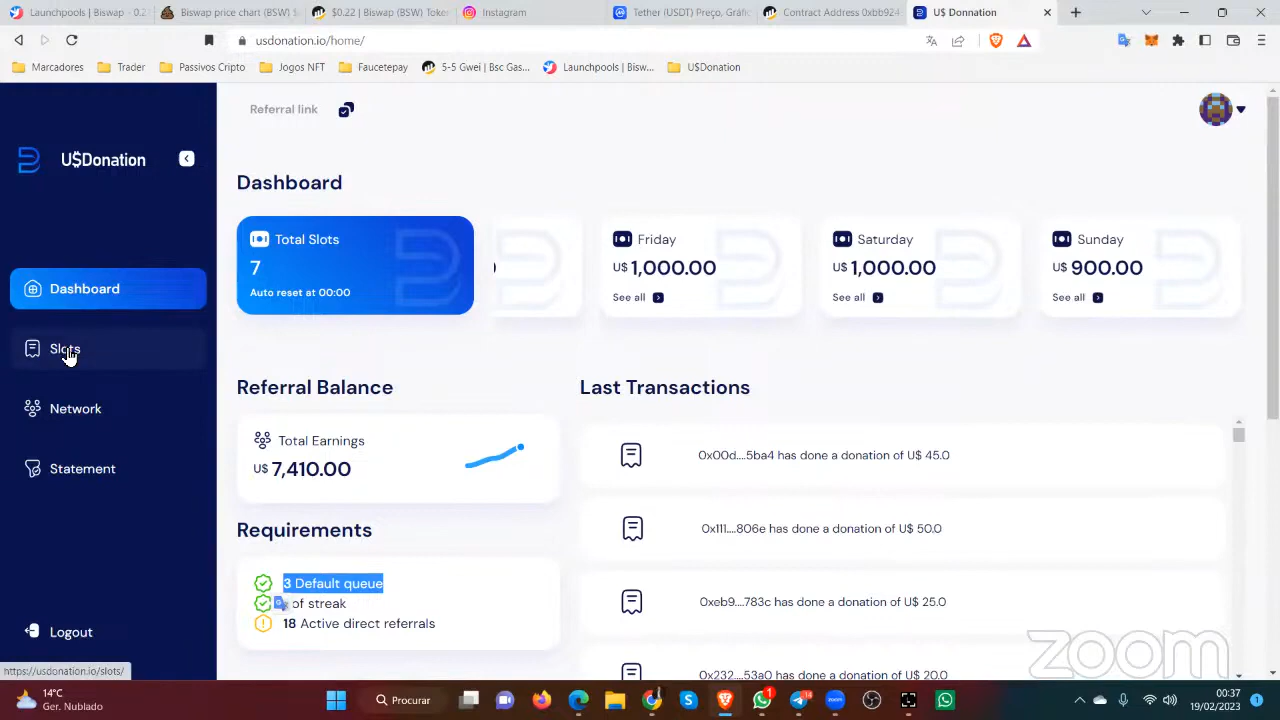 Launchpools | Biswap - 0.2
Biswap price chart (BSW) $
$0.22 | Biswap (BSW) Token
Instagram
Tether (USDT) Preço, Gráfic
Contract Address 0xbb924
U$ Donnation
usdonation.io/home/
Marcadores
Trader
Passivos Cripto
Jogos NFT
Faucetepay
5-5 Gwei | Bsc Gas...
Launchpools | Bisw...
U$Donation
Referral link
U$Donation
Dashboard
Total Slots
7
Auto reset at 00:00
Friday
U$ 1,000.00
See all
Saturday
U$ 1,000.00
See all
Sunday
U$ 900.00
See all
Dashboard
Slots
Network
Statement
Logout
Referral Balance
Total Earnings
U$ 7,410.00
Requirements
3 Default queue
of streak
18 Active direct referrals
Last Transactions
0x00d....5ba4 has done a donation of U$ 45.0
0x111....806e has done a donation of U$ 50.0
0xeb9....783c has done a donation of U$ 25.0
0x232....53a0 has done a donation of U$ 20.0
zoom
https://usdonation.io/slots/
14°C
Ger. Nublado
Procurar
1
14
zoom
00:37
19/02/2023
1